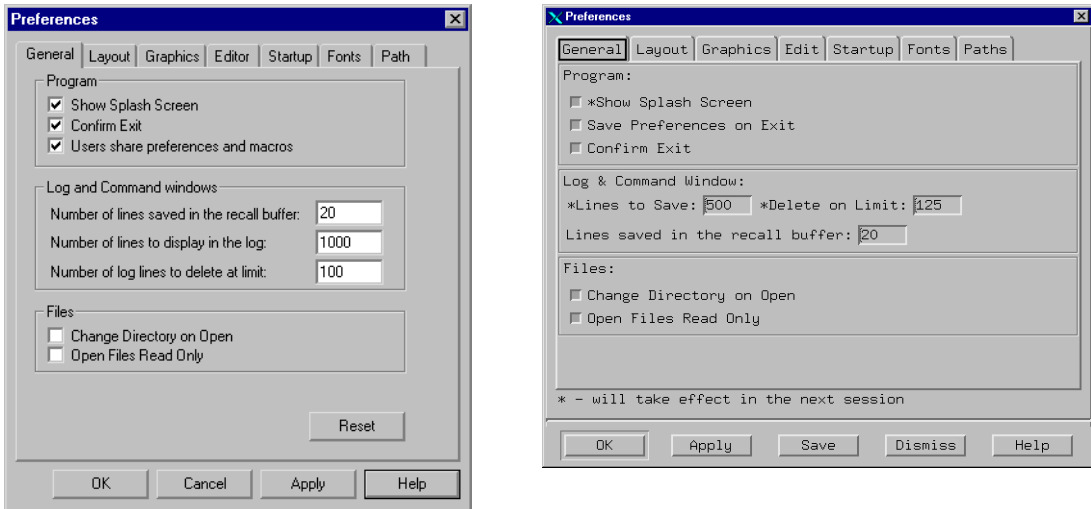 Preferences
General Layout Graphics Editor Startup Fonts Path
Program
Show Splash Screen
Confirm Exit
Users share preferences and macros
Log and Command windows
Number of lines saved in the recall buffer: 20
Number of lines to display in the log: 1000
Number of log lines to delete at limit: 100
Files
Change Directory on Open
Open Files Read Only
Reset
OK Cancel Apply Help
Preferences
General Layout Graphics Edit Startup Fonts Paths
Program:
*Show Splash Screen
Save Preferences on Exit
Confirm Exit
Log & Command Window:
*Lines to Save: 500 *Delete on Limit: 125
Lines saved in the recall buffer: 20
Files:
Change Directory on Open
Open Files Read Only
* - will take effect in the next session
OK Apply Save Dismiss Help